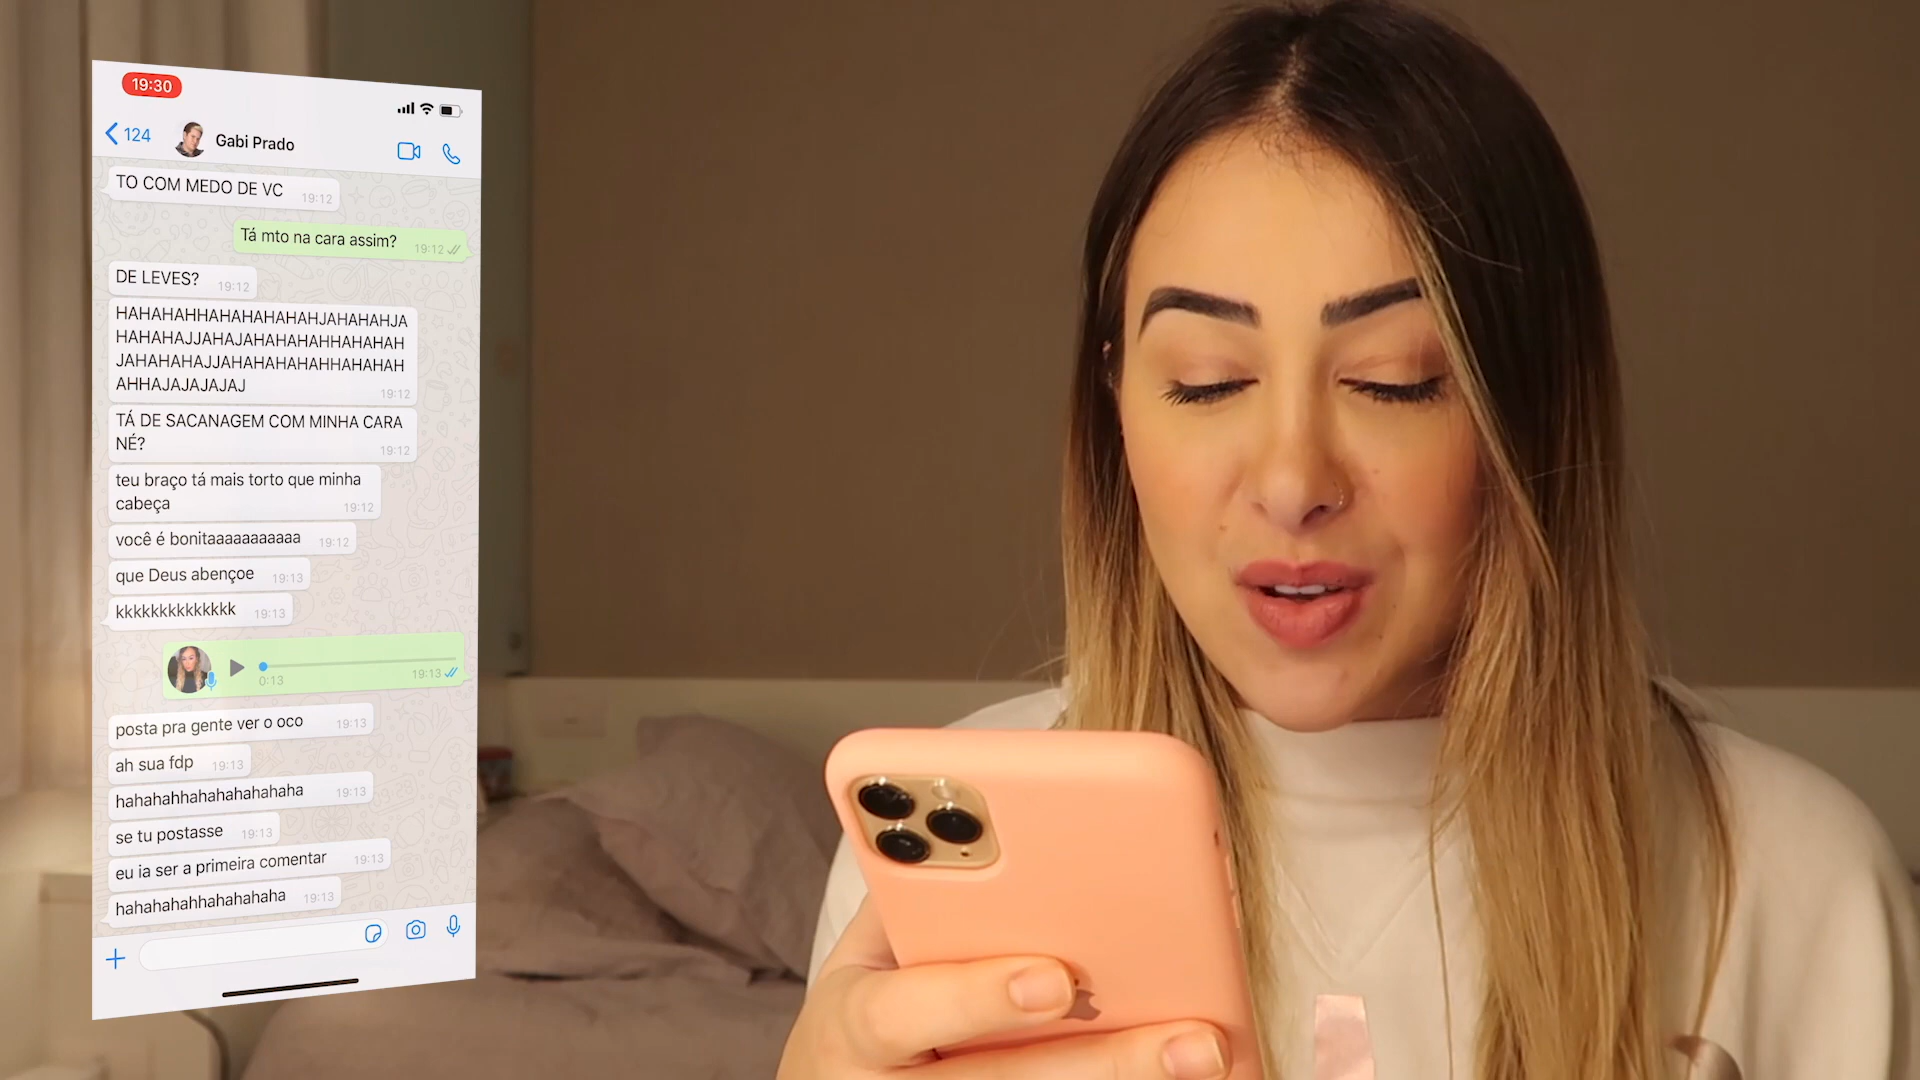 19:30
124
Gabi Prado
TO COM MEDO DE VC
19:12
Tá mto na cara assim?
19:12
DE LEVES?
19:12
HAHAHAHHAHAHAHAHAHJAHAHAHJA
HAHAHAJJAHAJAHAHAHAHHAHAHAH
JAHAHAHAJJAHAHAHAHAHHAHAHAH
AHHAJAJAJAJAJ
19:12
TÁ DE SACANAGEM COM MINHA CARA
NÉ?
19:12
teu braço tá mais torto que minha
cabeça
19:12
você é bonitaaaaaaaaaaa
19:12
que Deus abençoe
19:13
kkkkkkkkkkkkkk
19:13
0:13
19:13
posta pra gente ver o oco
19:13
ah sua fdp
19:13
hahahahhahahahahahaha
19:13
se tu postasse
19:13
eu ia ser a primeira comentar
19:13
hahahahahhahahahaha
19:13